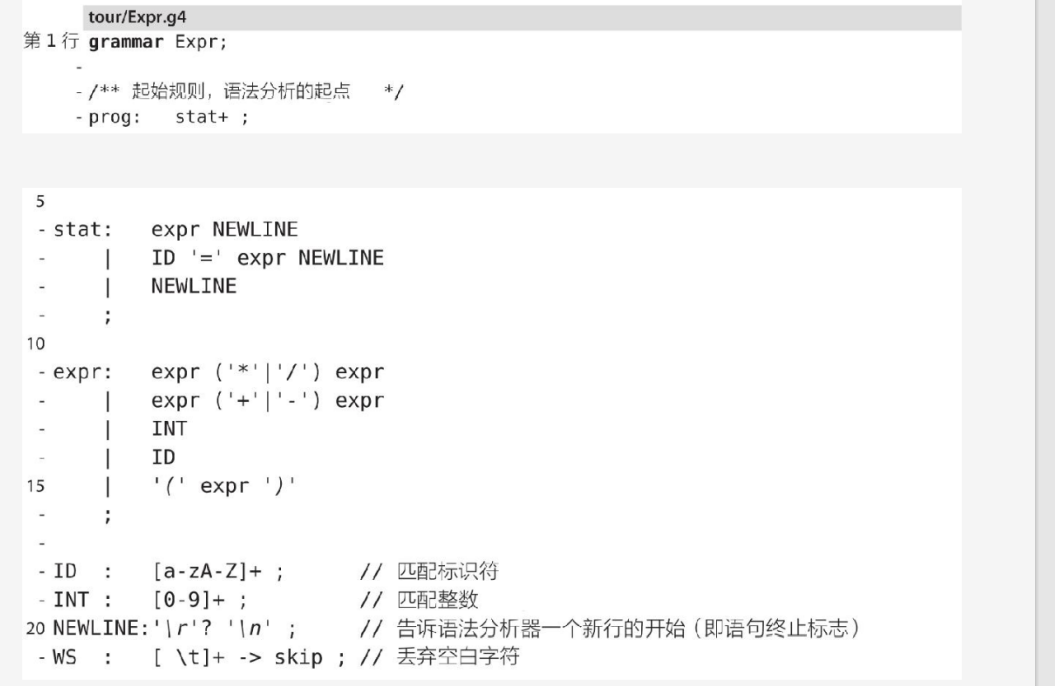 tour/Expr.g4
第 1 行 grammar Expr;
-
- /** 起始规则，语法分析的起点   */
- prog:   stat+ ;
5
- stat:   expr NEWLINE
-     |   ID '=' expr NEWLINE
-     |   NEWLINE
-     ;
10
- expr:   expr ('*'|'/') expr
-     |   expr ('+'|'-') expr
-     |   INT
-     |   ID
15    |   '(' expr ')'
-     ;
-
- ID  :   [a-zA-Z]+ ;      // 匹配标识符
- INT :   [0-9]+ ;         // 匹配整数
20 NEWLINE:'\r'? '\n' ;     // 告诉语法分析器一个新行的开始（即语句终止标志）
- WS  :   [ \t]+ -> skip ; // 丢弃空白字符